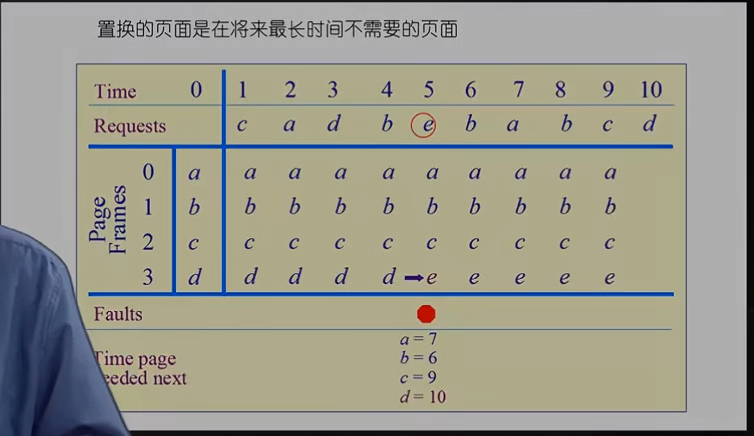 置换的页面是在将来最长时间不需要的页面
Time 0 1 2 3 4 5 6 7 8 9 10
Requests c a d b e b a b c d
Page Frames
0 a a a a a a a a a a
1 b b b b b b b b b b
2 c c c c c c c c c c
3 d d d d d e e e e e
Faults
a = 7
b = 6
Time page
c = 9
eeded next
d = 10